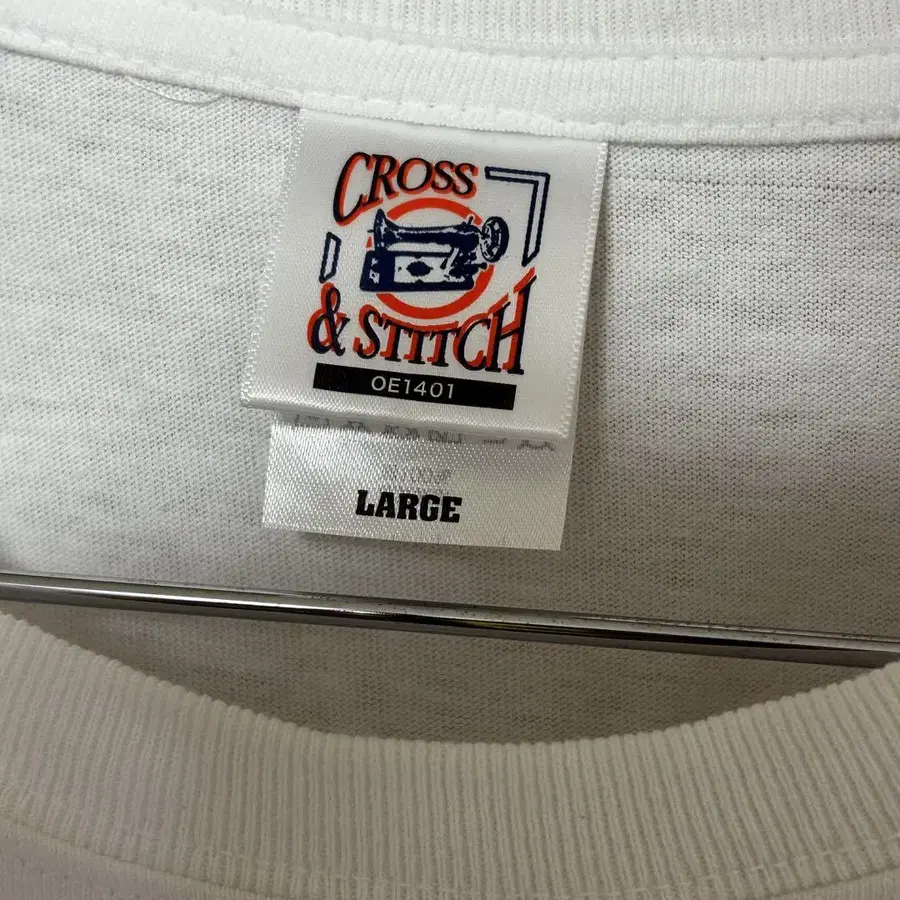 CROSS
& STITCH
OE1401
LARGE